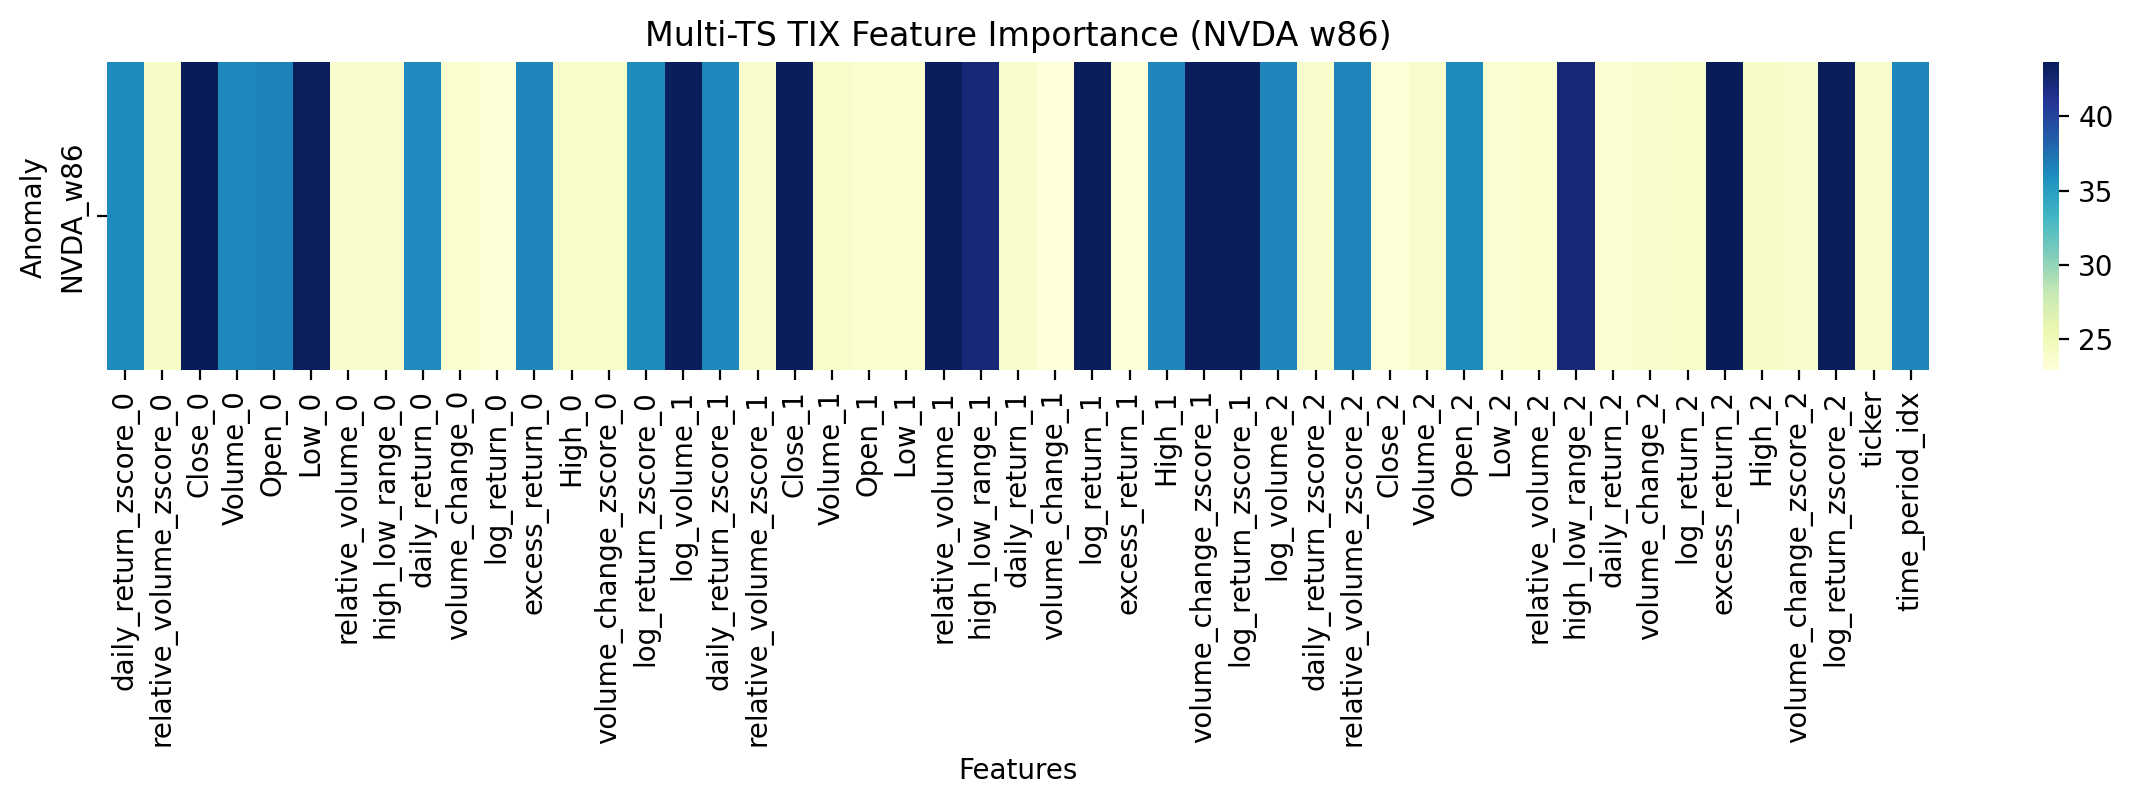 Multi-TS TIX Feature Importance (NVDA w86)
Anomaly
NVDA_w86
40
35
30
25
daily_return_zscore_0
relative_volume_zscore_0
Close_0
Volume_0
Open_0
Low_0
relative_volume_0
high_low_range_0
daily_return_0
volume_change_0
log_return_0
excess_return_0
High_0
volume_change_zscore_0
log_return_zscore_0
log_volume_1
daily_return_zscore_1
relative_volume_zscore_1
Close_1
Volume_1
Open_1
Low_1
relative_volume_1
high_low_range_1
daily_return_1
volume_change_1
log_return_1
excess_return_1
High_1
volume_change_zscore_1
log_return_zscore_1
log_volume_2
daily_return_zscore_2
relative_volume_zscore_2
Close_2
Volume_2
Open_2
Low_2
relative_volume_2
high_low_range_2
daily_return_2
volume_change_2
log_return_2
excess_return_2
High_2
volume_change_zscore_2
log_return_zscore_2
ticker
time_period_idx
Features